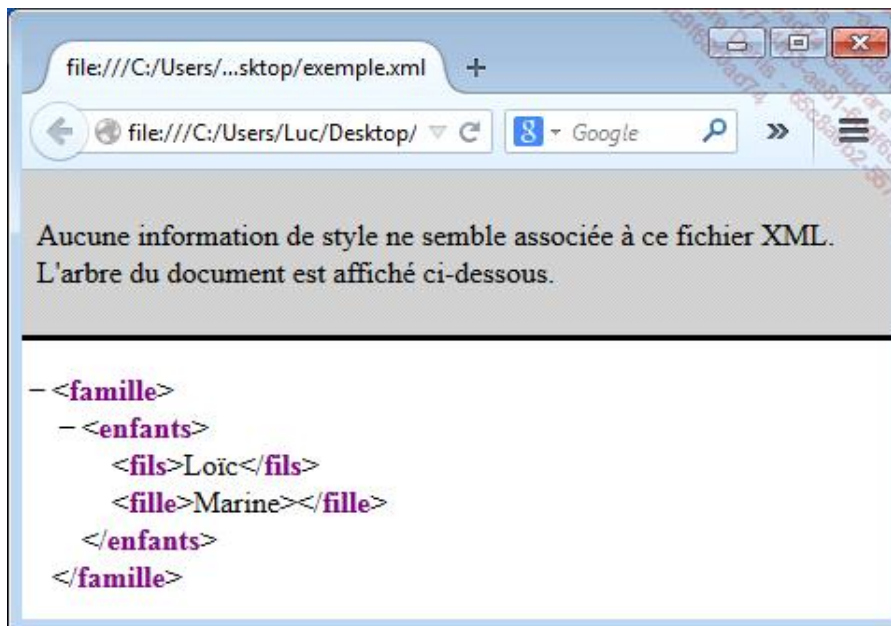 file:///C:/Users/...sktop/exemple.xml +
file:///C:/Users/Luc/Desktop/ 8 Google »
Aucune information de style ne semble associée à ce fichier XML.
L'arbre du document est affiché ci-dessous.
– <famille>
– <enfants>
<fils>Loïc</fils>
<fille>Marine></fille>
</enfants>
</famille>